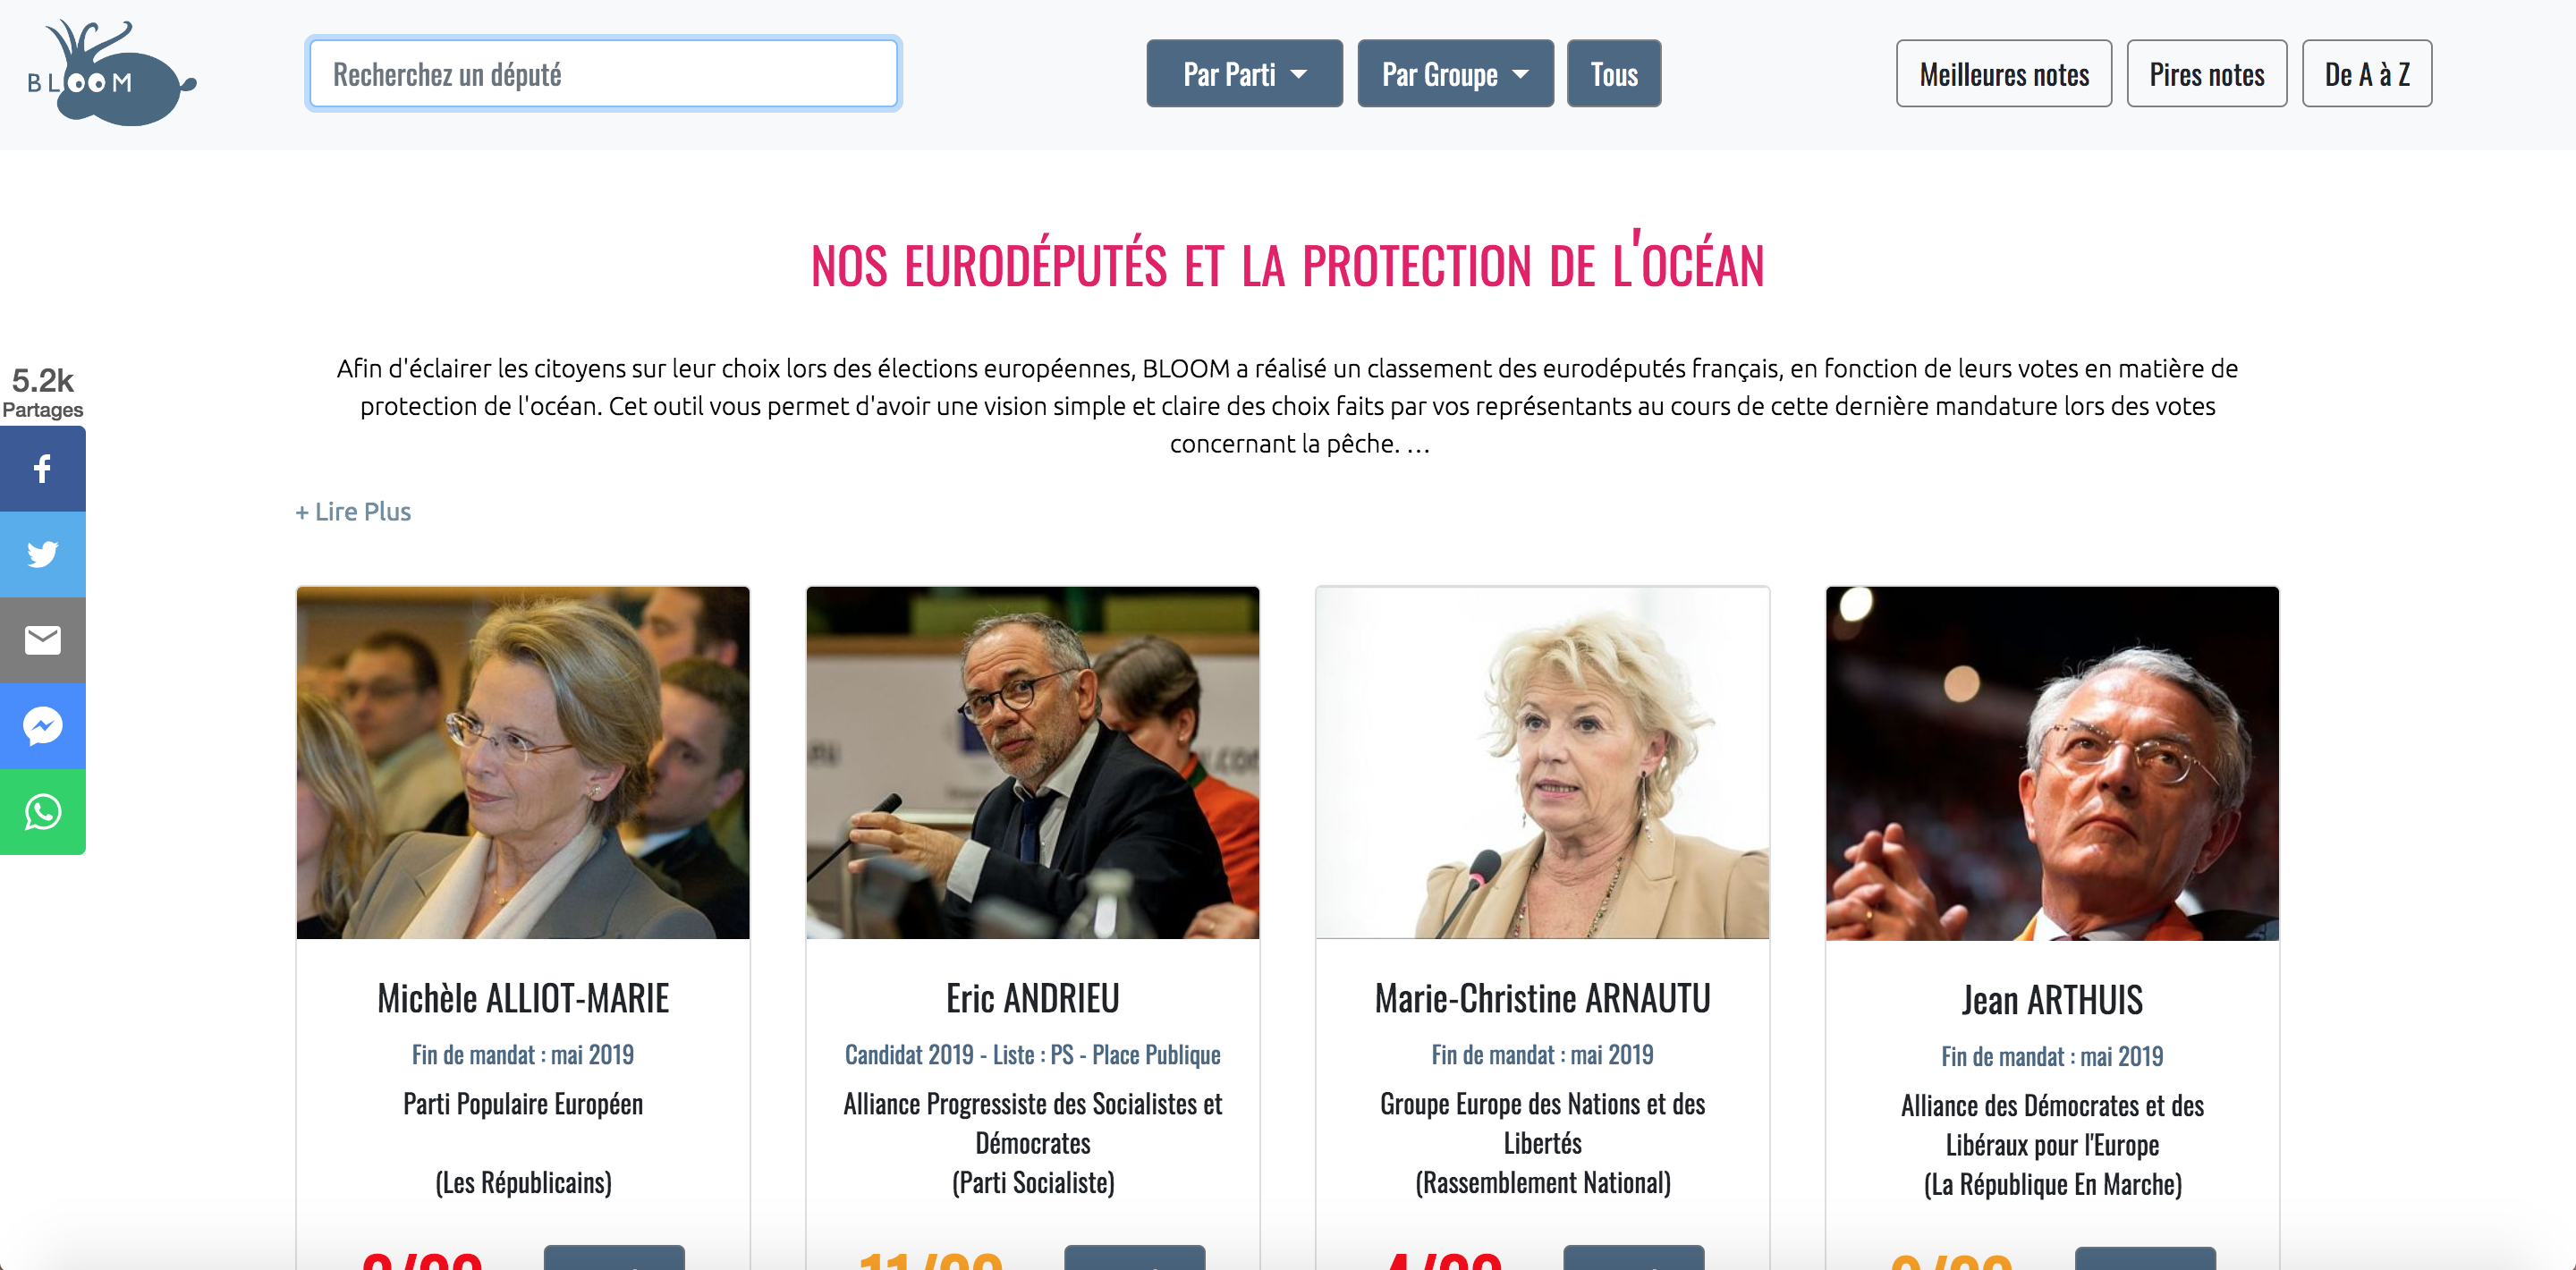 BLOOM
Recherchez un député
Par Parti
Par Groupe
Tous
Meilleures notes
Pires notes
De A à Z
NOS EURODÉPUTÉS ET LA PROTECTION DE L'OCÉAN
Afin d'éclairer les citoyens sur leur choix lors des élections européennes, BLOOM a réalisé un classement des eurodéputés français, en fonction de leurs votes en matière de
protection de l'océan. Cet outil vous permet d'avoir une vision simple et claire des choix faits par vos représentants au cours de cette dernière mandature lors des votes
concernant la pêche. …
+ Lire Plus
5.2k
Partages
Michèle ALLIOT-MARIE
Fin de mandat : mai 2019
Parti Populaire Européen
(Les Républicains)
Eric ANDRIEU
Candidat 2019 - Liste : PS - Place Publique
Alliance Progressiste des Socialistes et
Démocrates
(Parti Socialiste)
11/20
Marie-Christine ARNAUTU
Fin de mandat : mai 2019
Groupe Europe des Nations et des
Libertés
(Rassemblement National)
4/20
Jean ARTHUIS
Fin de mandat : mai 2019
Alliance des Démocrates et des
Libéraux pour l'Europe
(La République En Marche)